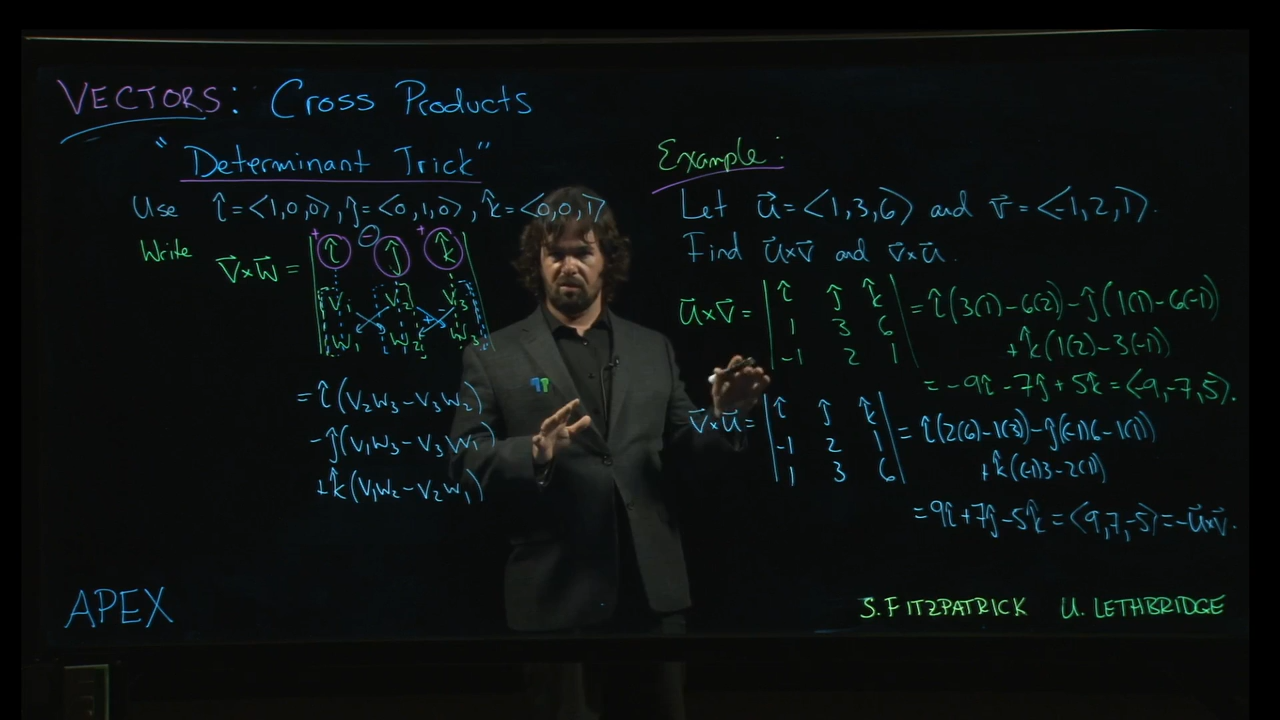 VECTORS: Cross Products
"Determinant Trick"
Use î=<1,0,0>, ĵ=<0,1,0>, k̂=<0,0,1>
Write v⃗×w⃗ =
+ − +
î ĵ k̂
v₁ v₂ v₃
w₁ w₂ w₃
= î(v₂w₃−v₃w₂)
−ĵ(v₁w₃−v₃w₁)
+k̂(v₁w₂−v₂w₁)
APEX
Example:
Let u⃗=<1,3,6> and v⃗=<-1,2,1>.
Find u⃗×v⃗ and v⃗×u⃗.
u⃗×v⃗ = | î ĵ k̂ | = î(3(1)−6(2))−ĵ(1(1)−6(-1))
1 3 6
+k̂(1(2)−3(-1))
-1 2 1
= −9î−7ĵ+5k̂=<-9,-7,5>.
v⃗×u⃗= | î ĵ k̂ | = î(2(6)−1(3))−ĵ((-1)6−1(1))
-1 2 1
+k̂((-1)3−2(1))
1 3 6
=9î+7ĵ−5k̂=<9,7,-5>=−u⃗×v⃗.
S. FITZPATRICK U. LETHBRIDGE